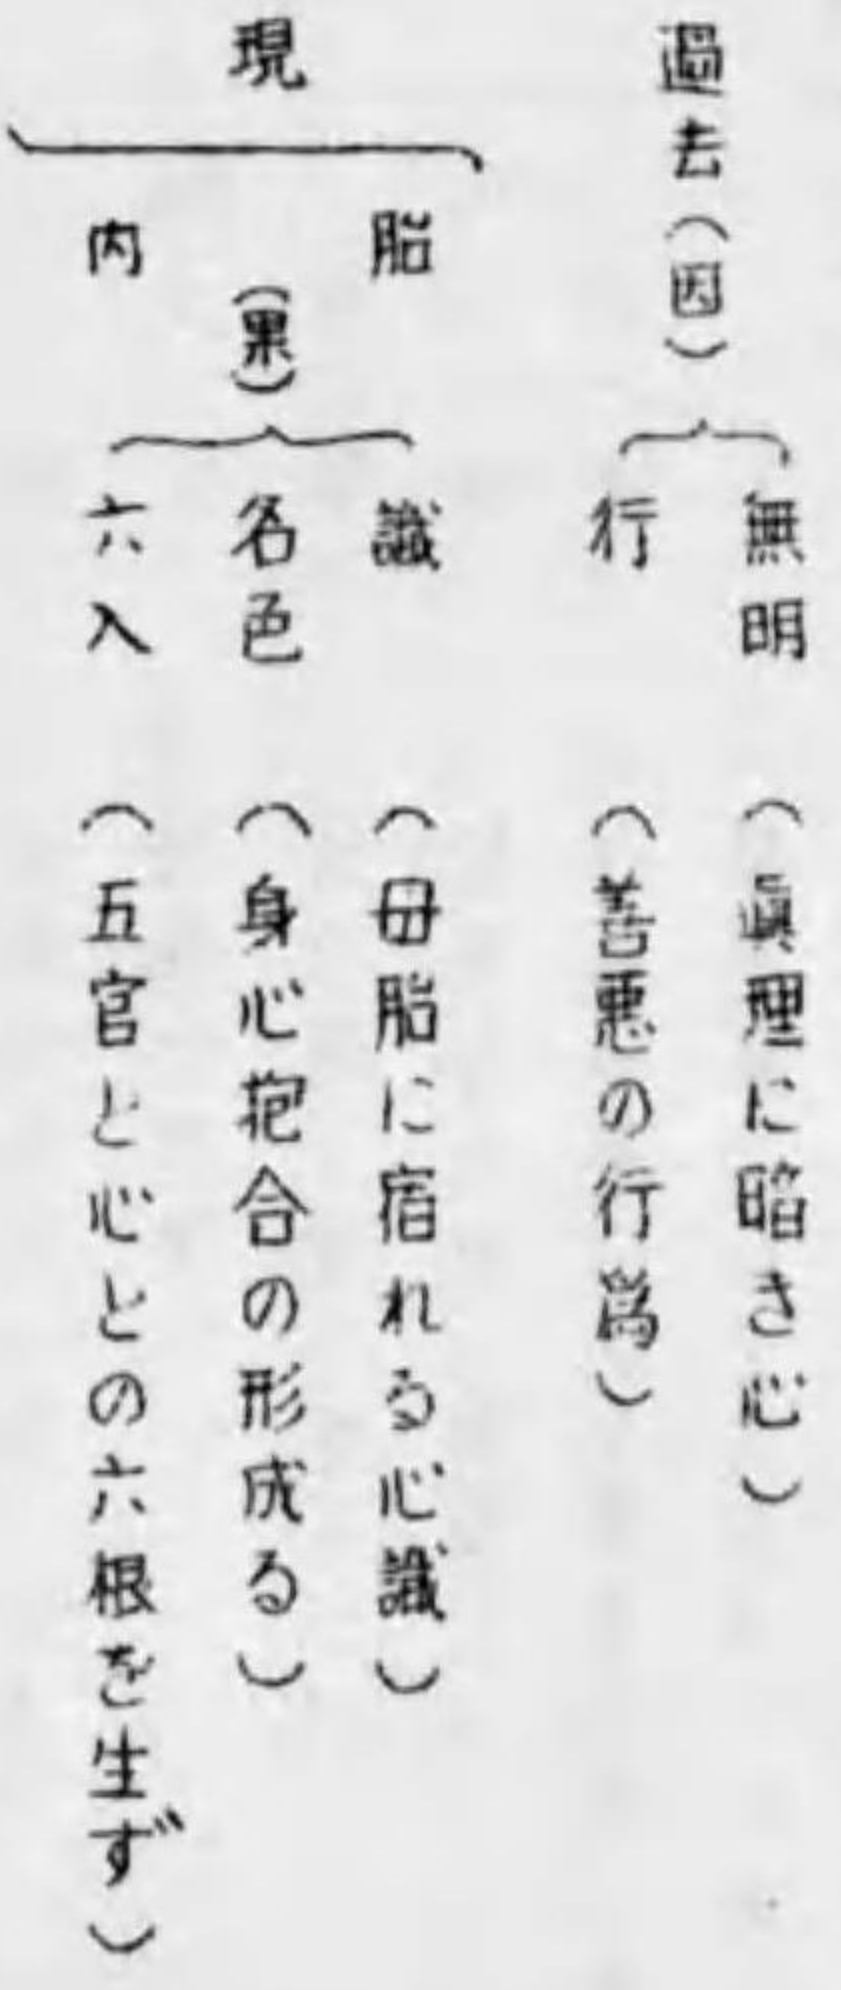 過去(因)
無明 (眞理に暗き心)
行 (善悪の行爲)
現
胎内
(果)
識 (母胎に宿れる心識)
名色 (身心抱合の形成る)
六入 (五官と心との六根を生ず)